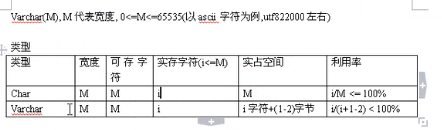 Varchar(M), M 代表宽度, 0<=M<=65535(以 ascii 字符为例,utf822000 左右)
类型
类型 宽度 可存字符 实存字符(i<=M) 实占空间 利用率
Char M M i M i/M <= 100%
Varchar M M i i 字符+(1-2)字节 i/(i+1-2) < 100%